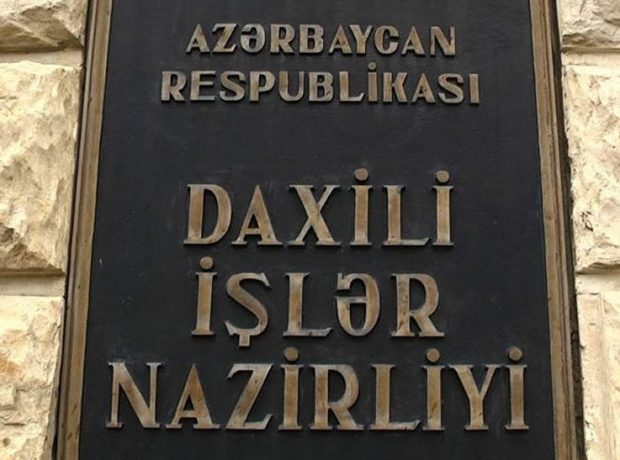 AZƏRBAYCAN
RESPUBLİKASI
DAXİLİ
İŞLƏR
NAZİRLİYİ